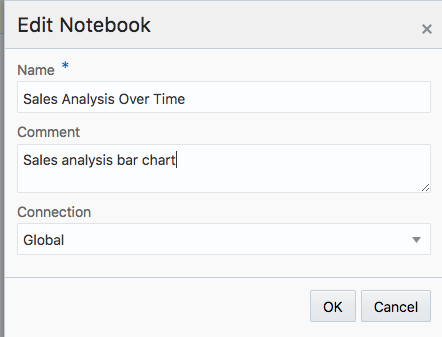 Edit Notebook
×
Name *
Sales Analysis Over Time
Comment
Sales analysis bar chart
Connection
Global
OK Cancel